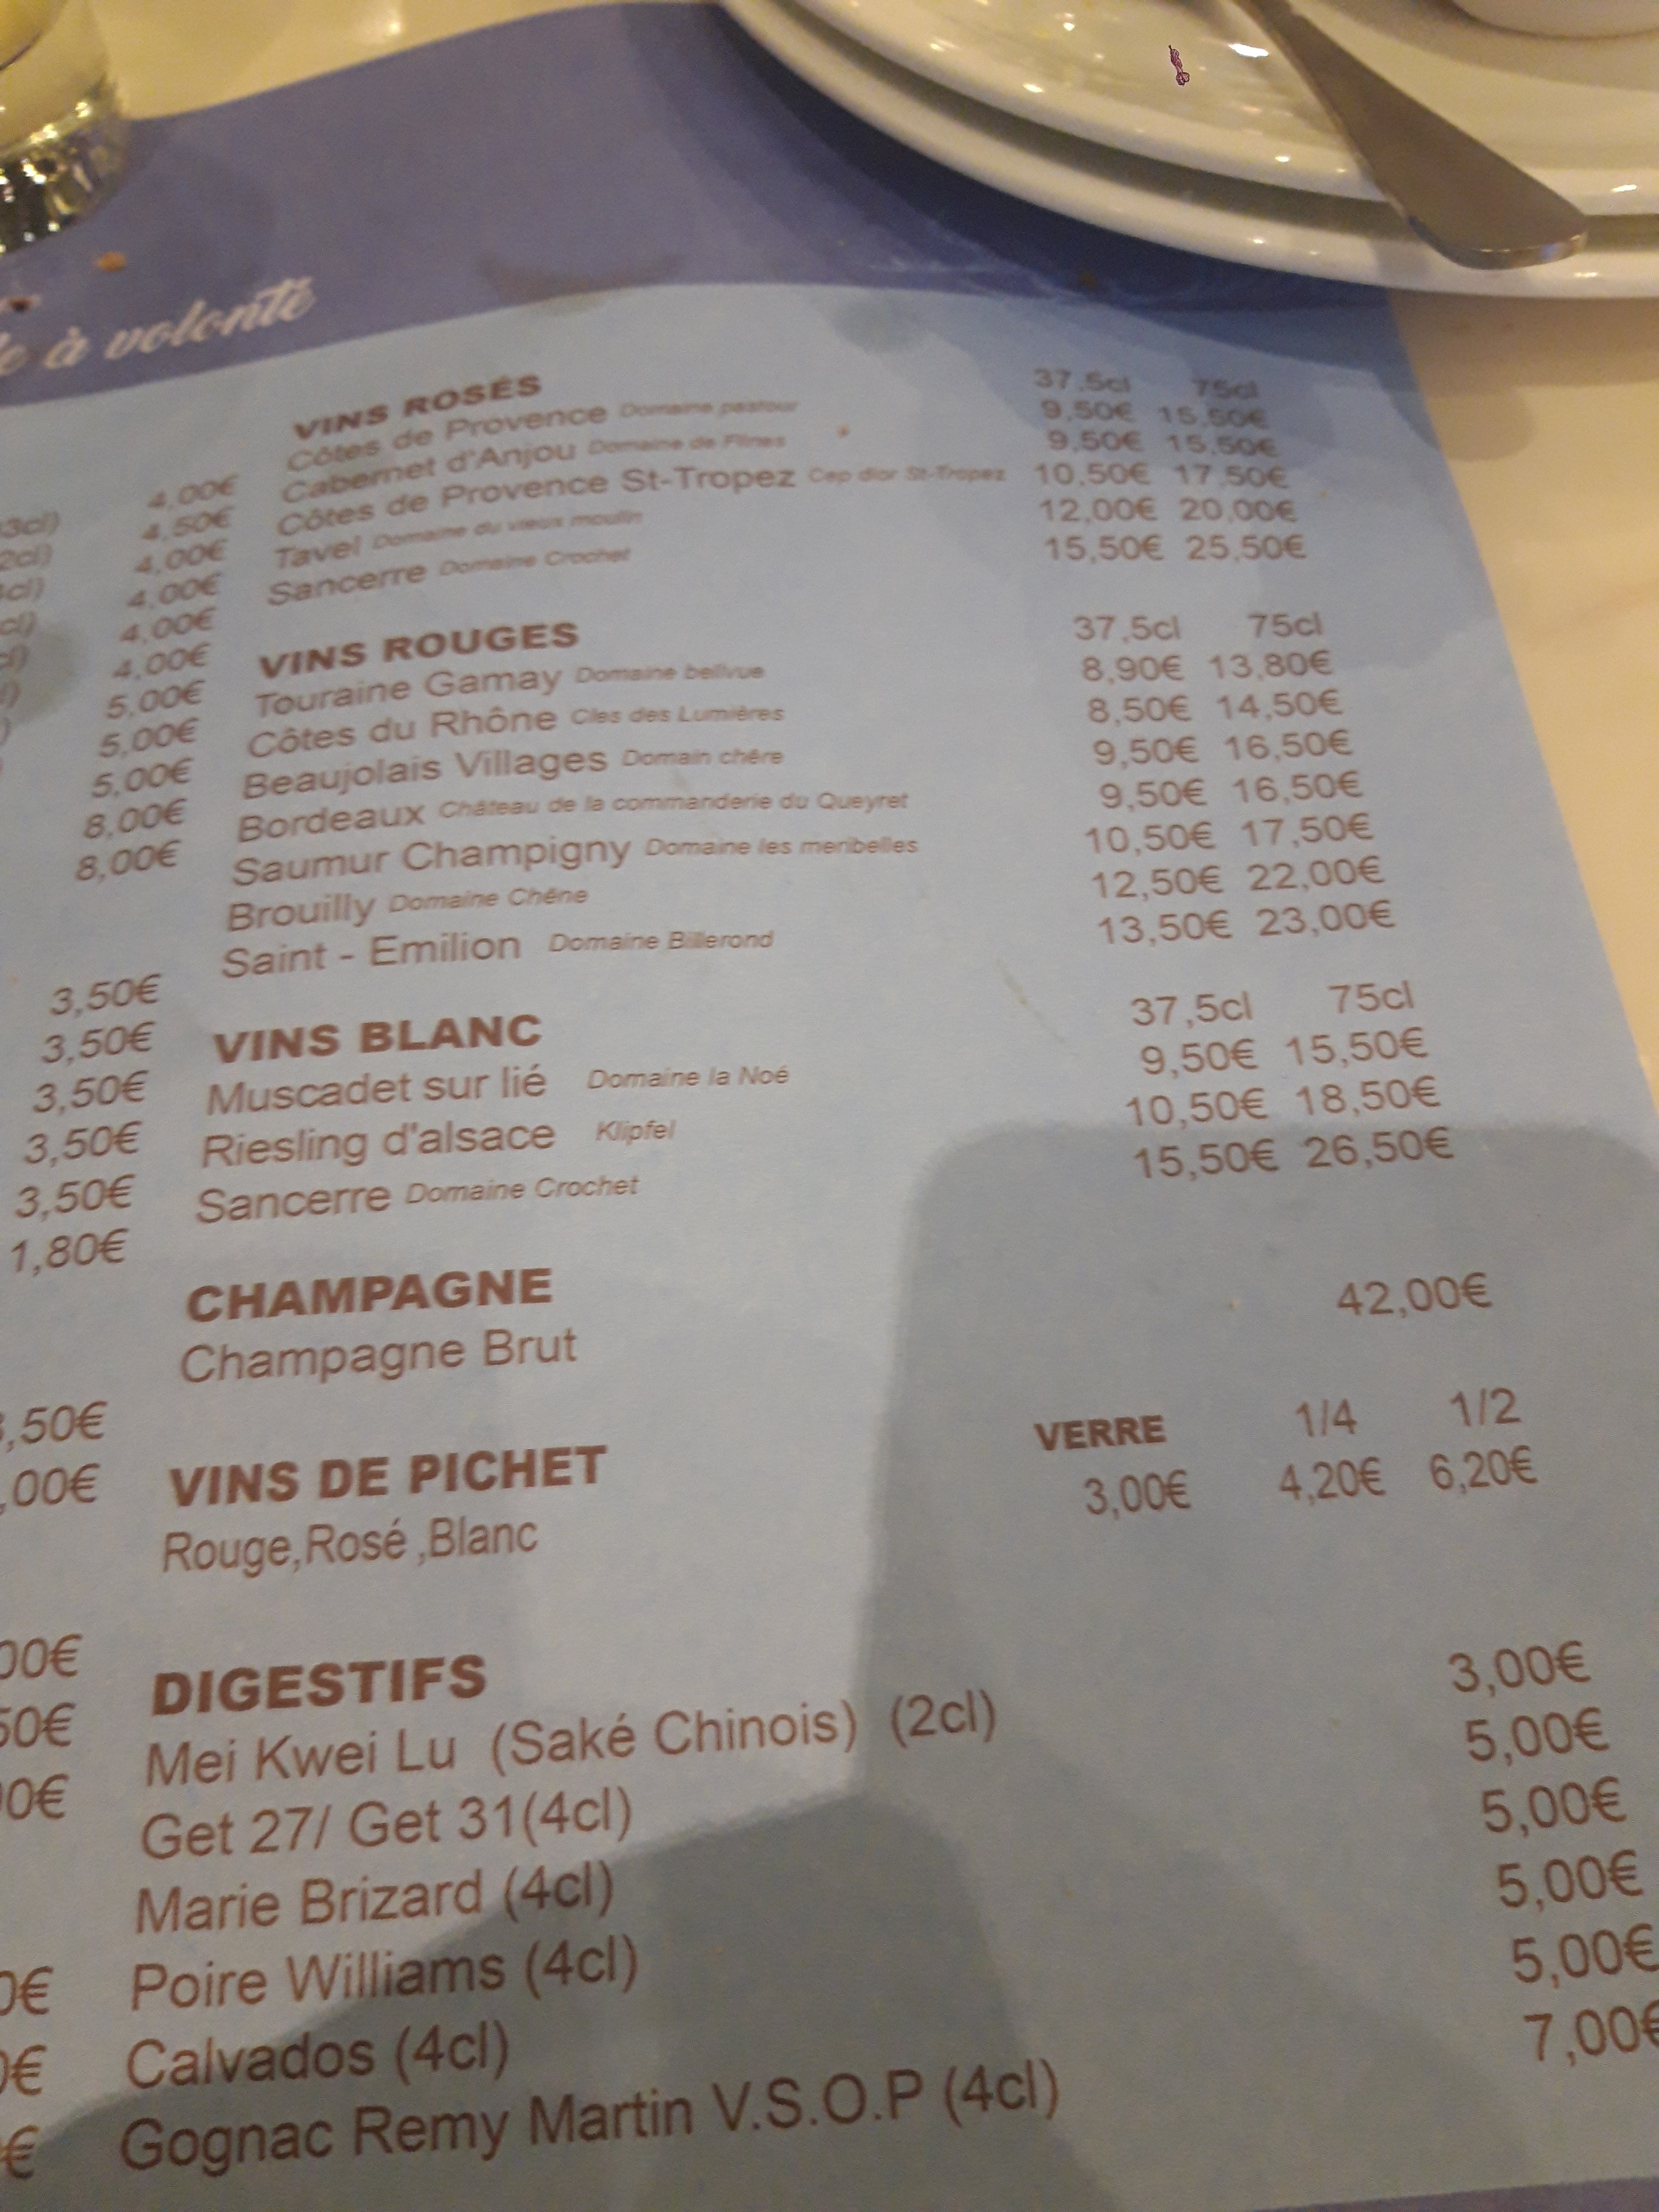 à volonté
4,00€
4,50€
4,00€
4,00€
4,00€
4,00€
5,00€
5,00€
5,00€
8,00€
8,00€
3,50€
3,50€
3,50€
3,50€
3,50€
1,80€
VINS ROSÉS 37,5cl 75cl
Côtes de Provence Domaine pastour 9,50€ 15,50€
Cabernet d'Anjou Domaine de Flines 9,50€ 15,50€
Côtes de Provence St-Tropez Cep d'or St-Tropez 10,50€ 17,50€
Tavel Domaine du vieux moulin 12,00€ 20,00€
Sancerre Domaine Crochet 15,50€ 25,50€
VINS ROUGES 37,5cl 75cl
Touraine Gamay Domaine bellvue 8,90€ 13,80€
Côtes du Rhône Cles des Lumières 8,50€ 14,50€
Beaujolais Villages Domain chêre 9,50€ 16,50€
Bordeaux Château de la commanderie du Queyret 9,50€ 16,50€
Saumur Champigny Domaine les meribelles 10,50€ 17,50€
Brouilly Domaine Chêne 12,50€ 22,00€
Saint - Emilion Domaine Billerond 13,50€ 23,00€
VINS BLANC 37,5cl 75cl
Muscadet sur lié Domaine la Noé 9,50€ 15,50€
Riesling d'alsace Klipfel 10,50€ 18,50€
Sancerre Domaine Crochet 15,50€ 26,50€
CHAMPAGNE
Champagne Brut 42,00€
VINS DE PICHET VERRE 1/4 1/2
Rouge,Rosé ,Blanc 3,00€ 4,20€ 6,20€
DIGESTIFS
Mei Kwei Lu (Saké Chinois) (2cl) 3,00€
Get 27/ Get 31(4cl) 5,00€
Marie Brizard (4cl) 5,00€
Poire Williams (4cl) 5,00€
Calvados (4cl) 5,00€
Gognac Remy Martin V.S.O.P (4cl) 7,00€